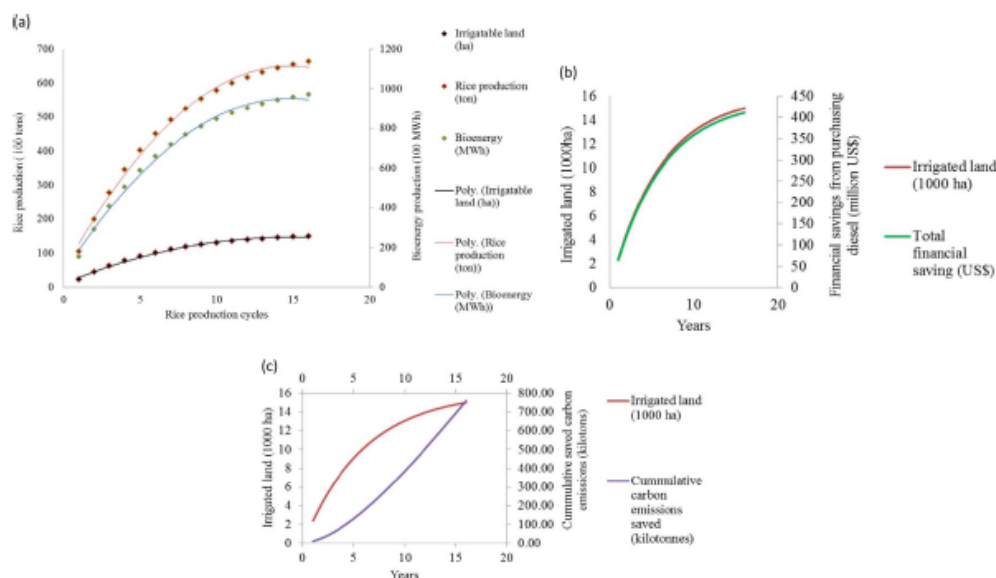 (a)
700
600
500
400
300
200
100
0
1200
1000
800
600
400
200
0
0
5
10
15
20
Rice production (100 tons)
Bioenergy production (100 MWh)
Rice production cycles
Irrigatable land
(ha)
Rice production
(ton)
Bioenergy
(MWh)
Poly. (Irrigatable
land (ha))
Poly. (Rice
production
(ton))
Poly. (Bioenergy
(MWh))
(b)
16
14
12
10
8
6
4
2
0
450
400
350
300
250
200
150
100
50
0
0
5
10
15
20
Irrigated land (1000ha)
Financial savings from purchasing
diesel (million US$)
Years
Irrigated land
(1000 ha)
Total
financial
saving (US$)
(c)
0
5
10
15
20
16
14
12
10
8
6
4
2
0
800.00
700.00
600.00
500.00
400.00
300.00
200.00
100.00
0.00
0
5
10
15
20
Irrigated land (1000 ha)
Cummulative saved carbon
emissions (kilotons)
Years
Irrigated land
(1000 ha)
Cummulative
carbon
emissions
saved
(kilotonnes)